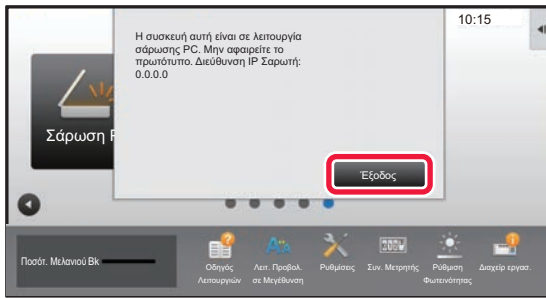 10:15
Η συσκευή αυτή είναι σε λειτουργία
σάρωσης PC. Μην αφαιρείτε το
πρωτότυπο. Διεύθυνση IP Σαρωτή:
0.0.0.0
Σάρωση
Έξοδος
Ποσότ. Μελανιού Bk
Οδηγός
Λειτουργιών
Λειτ. Προβολ.
σε Μεγέθυνση
Ρυθμίσεις
Συν. Μετρητής
Ρύθμιση
Φωτεινότητας
Διαχείρ εργασ.